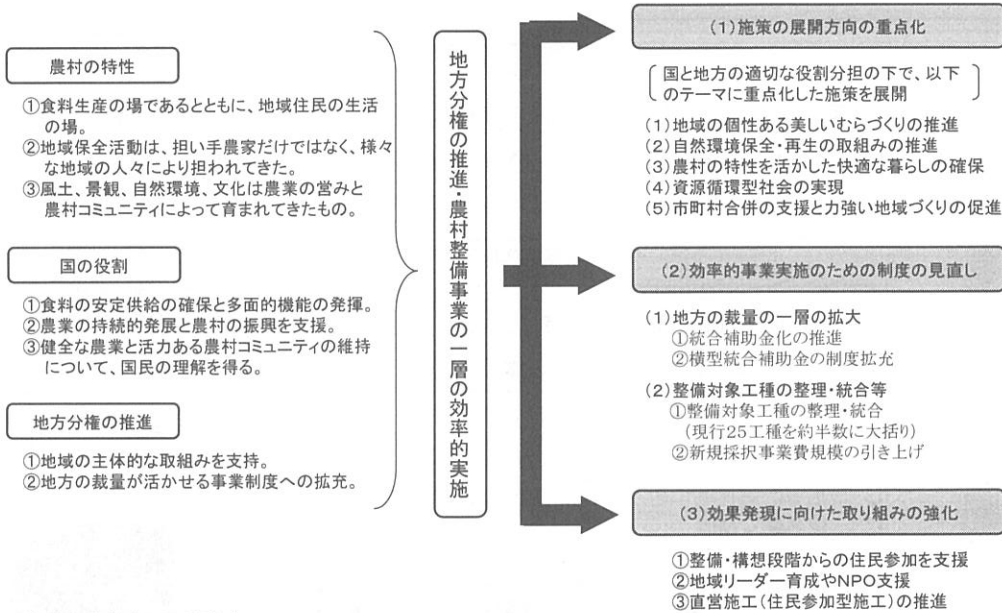 農村の特性
①食料生産の場であるとともに、地域住民の生活
の場。
②地域保全活動は、担い手農家だけではなく、様々
な地域の人々により担われてきた。
③風土、景観、自然環境、文化は農業の営みと
農村コミュニティによって育まれてきたもの。
国の役割
①食料の安定供給の確保と多面的機能の発揮。
②農業の持続的発展と農村の振興を支援。
③健全な農業と活力ある農村コミュニティの維持
について、国民の理解を得る。
地方分権の推進
①地域の主体的な取組みを支持。
②地方の裁量が活かせる事業制度への拡充。
地方分権の推進・農村整備事業の一層の効率的実施
(1)施策の展開方向の重点化
国と地方の適切な役割分担の下で、以下
のテーマに重点化した施策を展開
(1)地域の個性ある美しいむらづくりの推進
(2)自然環境保全・再生の取組みの推進
(3)農村の特性を活かした快適な暮らしの確保
(4)資源循環型社会の実現
(5)市町村合併の支援と力強い地域づくりの促進
(2)効率的事業実施のための制度の見直し
(1)地方の裁量の一層の拡大
①統合補助金化の推進
②横型統合補助金の制度拡充
(2)整備対象工種の整理・統合等
①整備対象工種の整理・統合
(現行25工種を約半数に大括り)
②新規採択事業費規模の引き上げ
(3)効果発現に向けた取り組みの強化
①整備・構想段階からの住民参加を支援
②地域リーダー育成やNPO支援
③直営施工(住民参加型施工)の推進